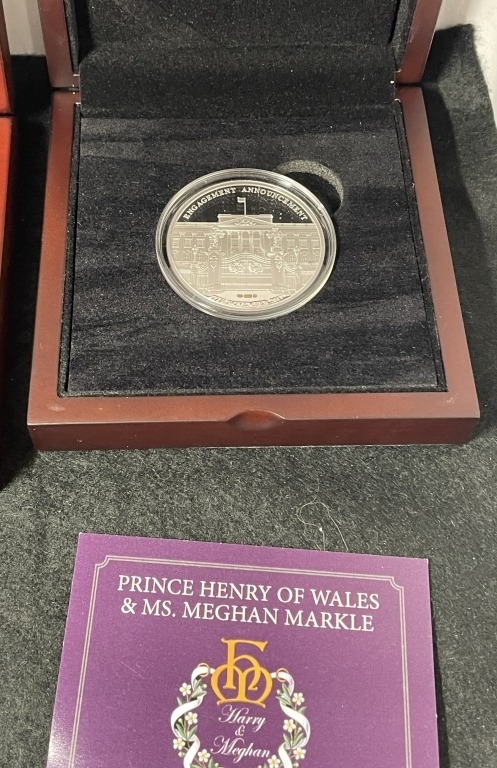 ENGAGEMENT ANNOUNCEMENT
PRINCE HENRY OF WALES
& MS. MEGHAN MARKLE
Harry
&
Meghan